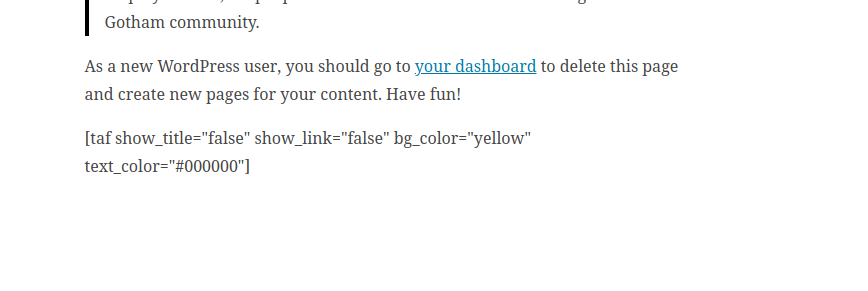 Gotham community.
As a new WordPress user, you should go to your dashboard to delete this page
and create new pages for your content. Have fun!
[taf show_title="false" show_link="false" bg_color="yellow"
text_color="#000000"]